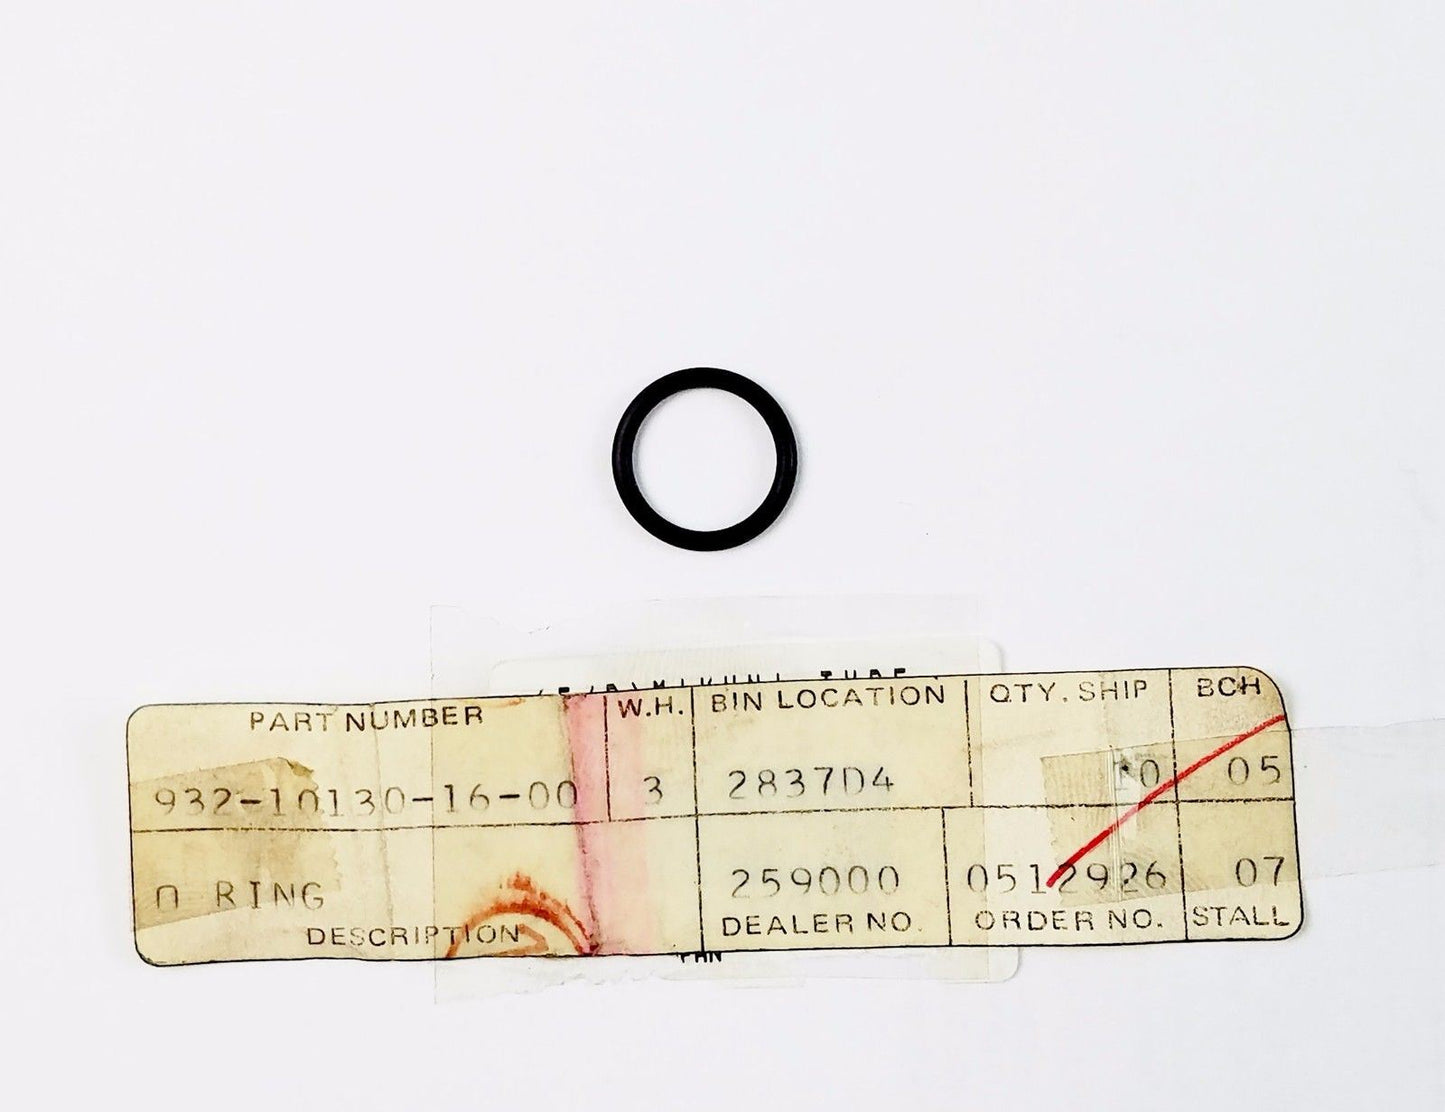 PART NUMBER W.H. BIN LOCATION QTY. SHIP BCH
932-10130-16-00 3 2837D4 10 05
O RING 259000 0512926 07
DESCRIPTION DEALER NO. ORDER NO. STALL